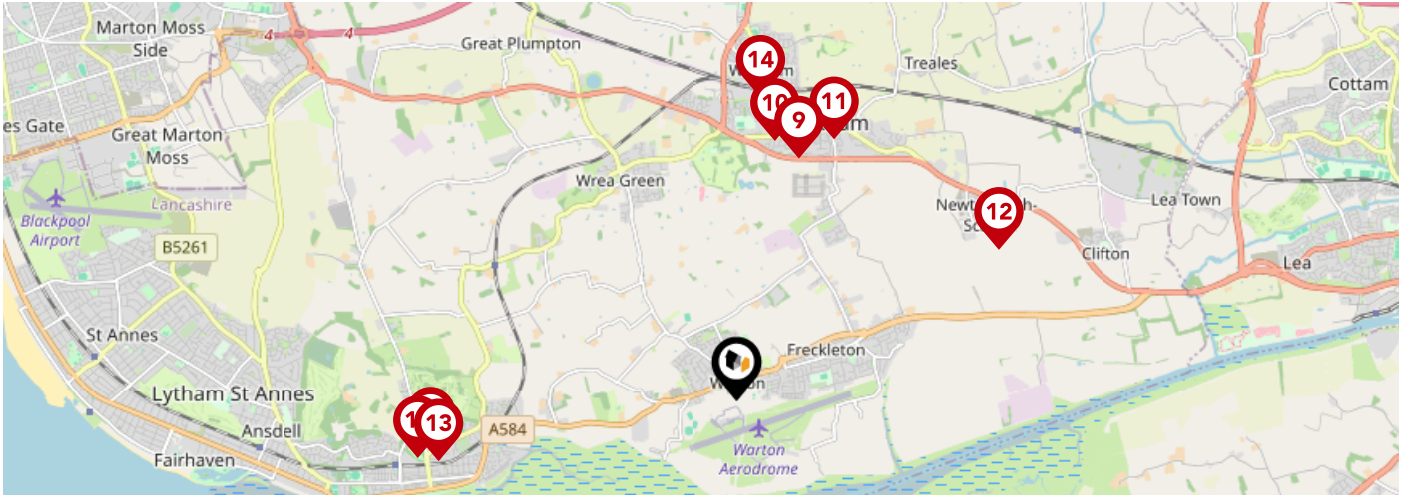 Marton Moss
Side
4
4
Great Plumpton
14
Treales
Cottam
10
9
11
es Gate
Great Marton
Moss
Wrea Green
Lancashire
Lea Town
12
Blackpool
Airport
B5261
Clifton
Lea
St Annes
Freckleton
Lytham St Annes
13
Ansdell
A584
Fairhaven
Warton
Aerodrome